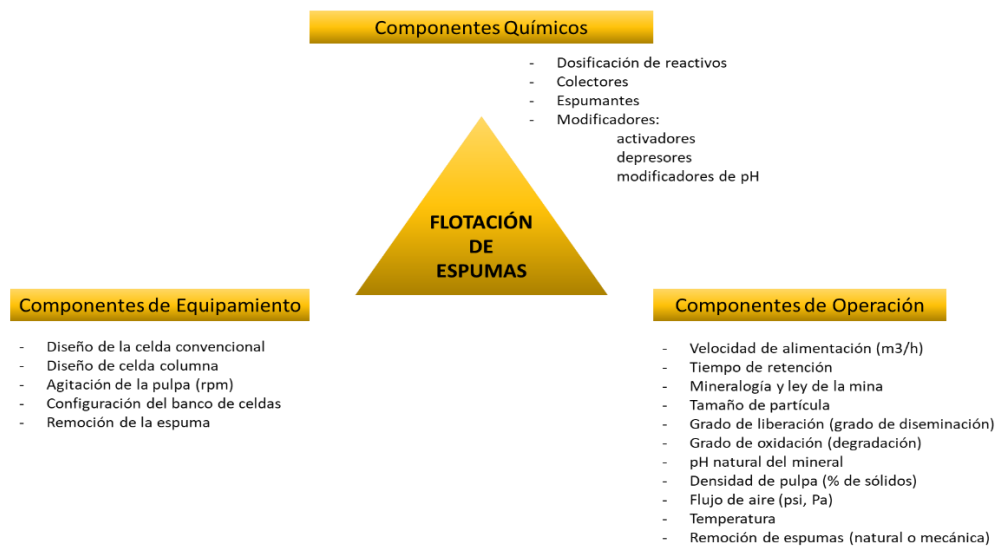 Componentes Químicos
- Dosificación de reactivos
- Colectores
- Espumantes
- Modificadores:
activadores
depresores
modificadores de pH
FLOTACIÓN
DE
ESPUMAS
Componentes de Equipamiento
- Diseño de la celda convencional
- Diseño de celda columna
- Agitación de la pulpa (rpm)
- Configuración del banco de celdas
- Remoción de la espuma
Componentes de Operación
- Velocidad de alimentación (m3/h)
- Tiempo de retención
- Mineralogía y ley de la mina
- Tamaño de partícula
- Grado de liberación (grado de diseminación)
- Grado de oxidación (degradación)
- pH natural del mineral
- Densidad de pulpa (% de sólidos)
- Flujo de aire (psi, Pa)
- Temperatura
- Remoción de espumas (natural o mecánica)